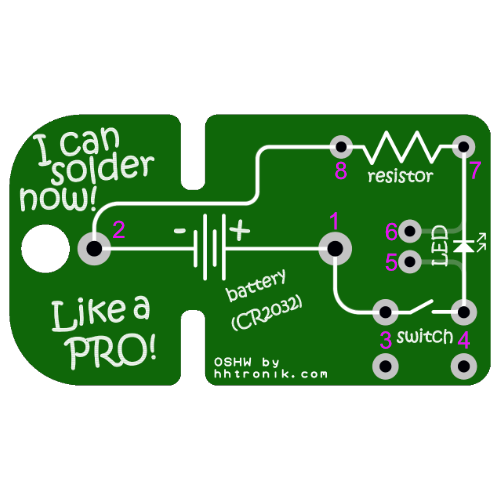 I can
solder
now!
8
resistor
7
2
1
6
LED
5
- +
battery
(CR2032)
Like a
PRO!
switch
3
4
OSHW by
hhtronik.com